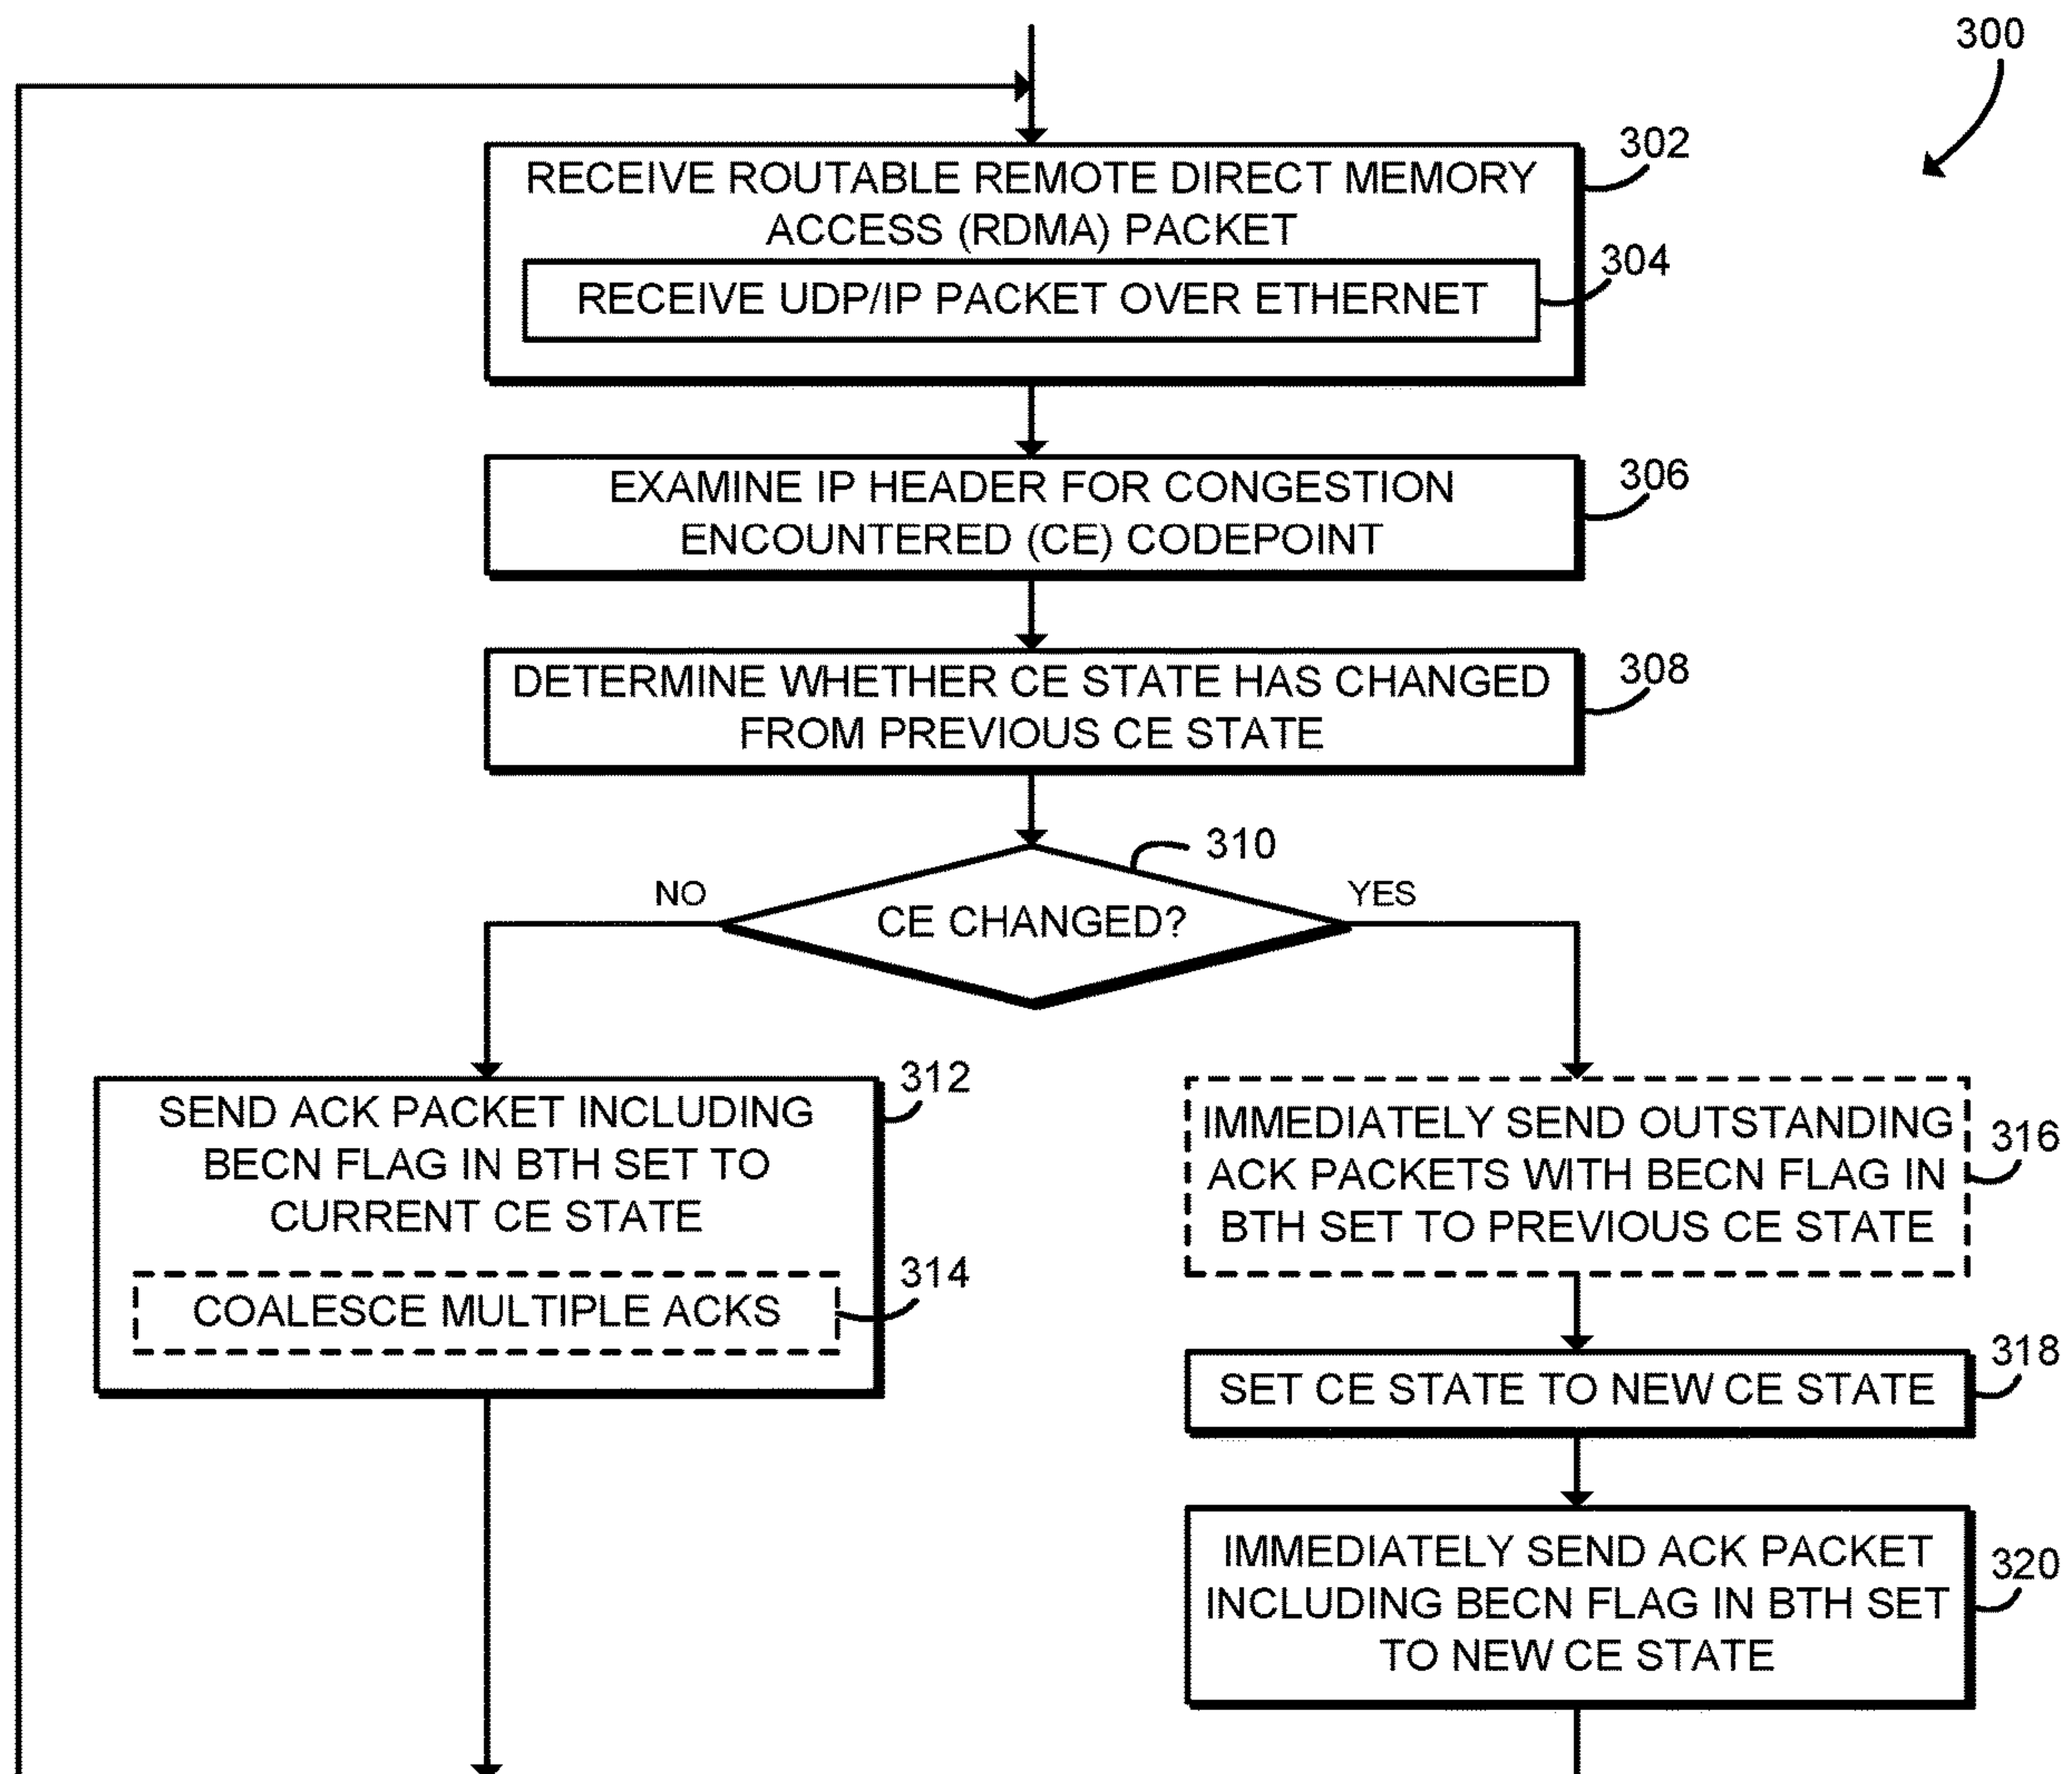 300
302
RECEIVE ROUTABLE REMOTE DIRECT MEMORY
ACCESS (RDMA) PACKET
304
RECEIVE UDP/IP PACKET OVER ETHERNET
306
EXAMINE IP HEADER FOR CONGESTION
ENCOUNTERED (CE) CODEPOINT
308
DETERMINE WHETHER CE STATE HAS CHANGED
FROM PREVIOUS CE STATE
310
NO
YES
CE CHANGED?
312
SEND ACK PACKET INCLUDING
BECN FLAG IN BTH SET TO
CURRENT CE STATE
314
COALESCE MULTIPLE ACKS
316
IMMEDIATELY SEND OUTSTANDING
ACK PACKETS WITH BECN FLAG IN
BTH SET TO PREVIOUS CE STATE
318
SET CE STATE TO NEW CE STATE
320
IMMEDIATELY SEND ACK PACKET
INCLUDING BECN FLAG IN BTH SET
TO NEW CE STATE